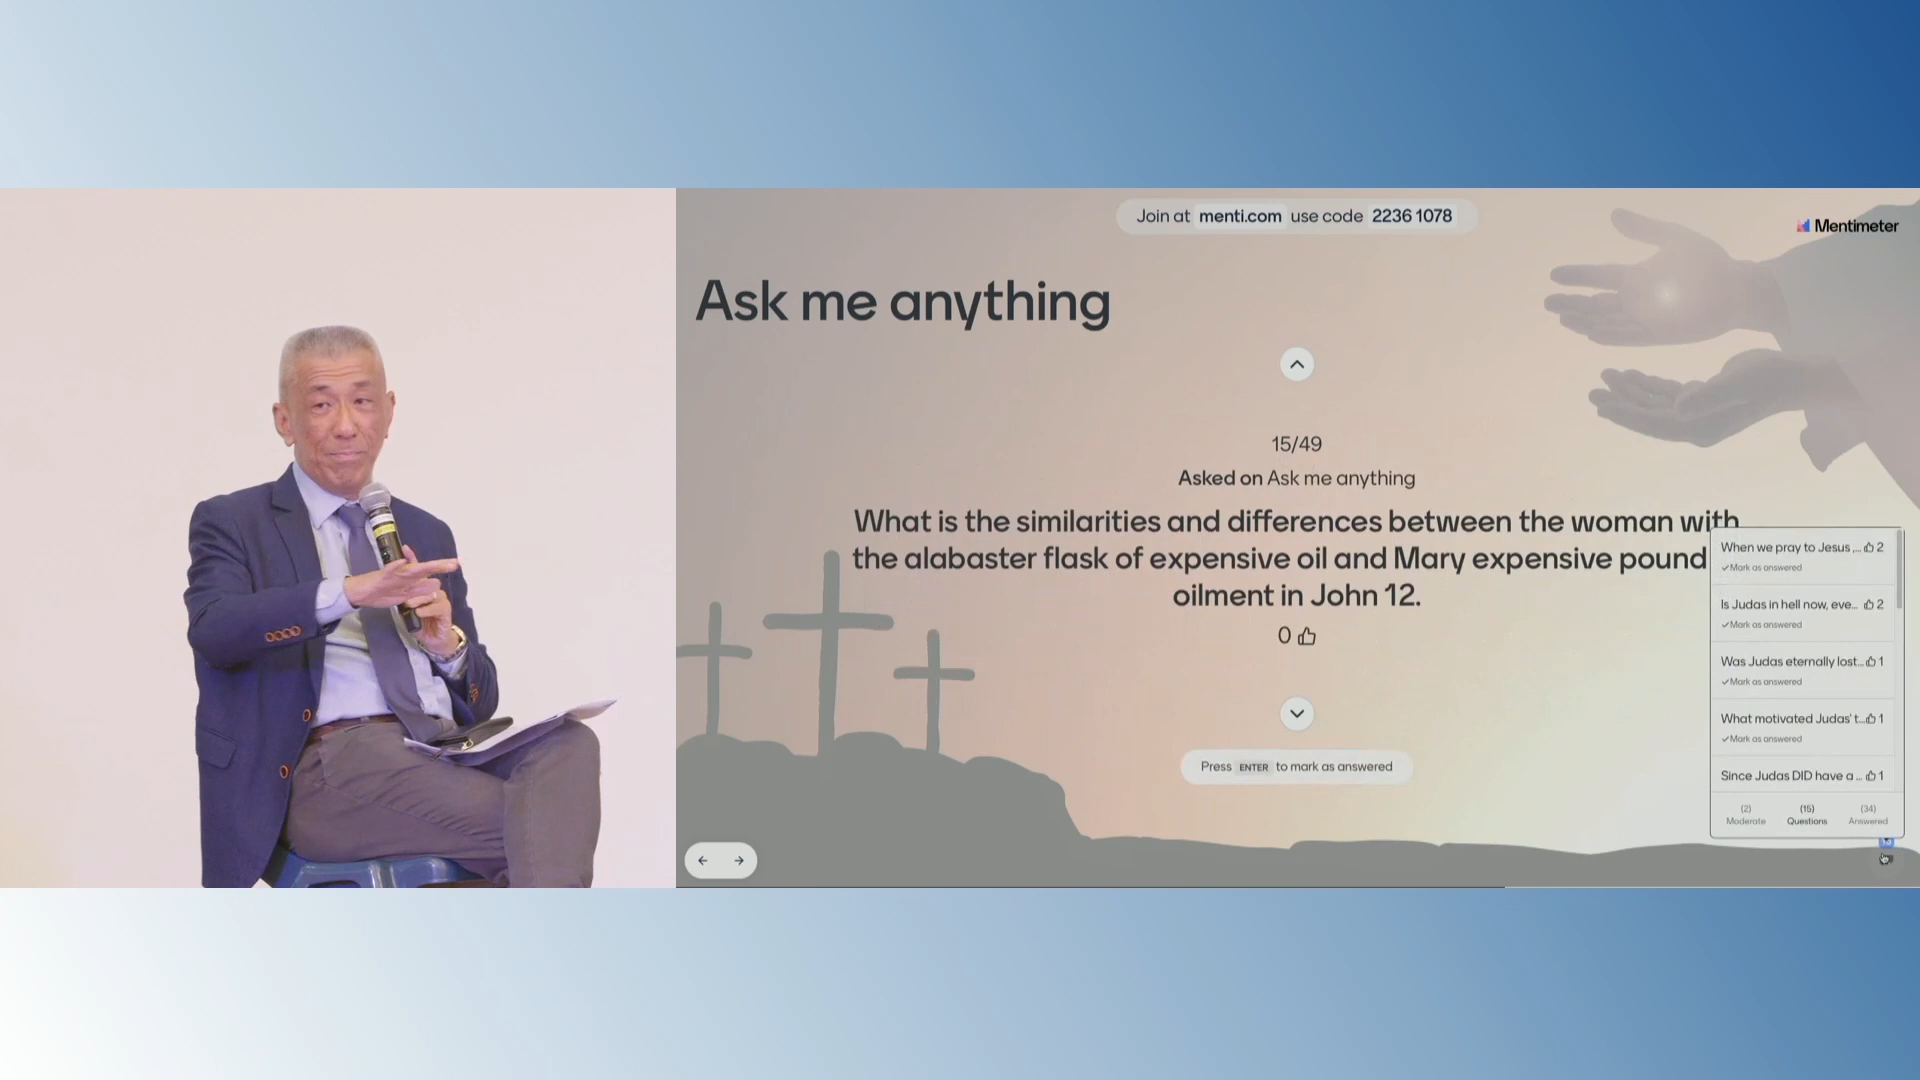 Join at menti.com use code 2236 1078
Mentimeter
Ask me anything
15/49
Asked on Ask me anything
What is the similarities and differences between the woman with
the alabaster flask of expensive oil and Mary expensive pound
oilment in John 12.
0
Press ENTER to mark as answered
When we pray to Jesus ,... 2
✓Mark as answered
Is Judas in hell now, eve... 2
✓Mark as answered
Was Judas eternally lost... 1
✓Mark as answered
What motivated Judas' t... 1
✓Mark as answered
Since Judas DID have a ... 1
(2) (15) (34)
Moderate Questions Answered